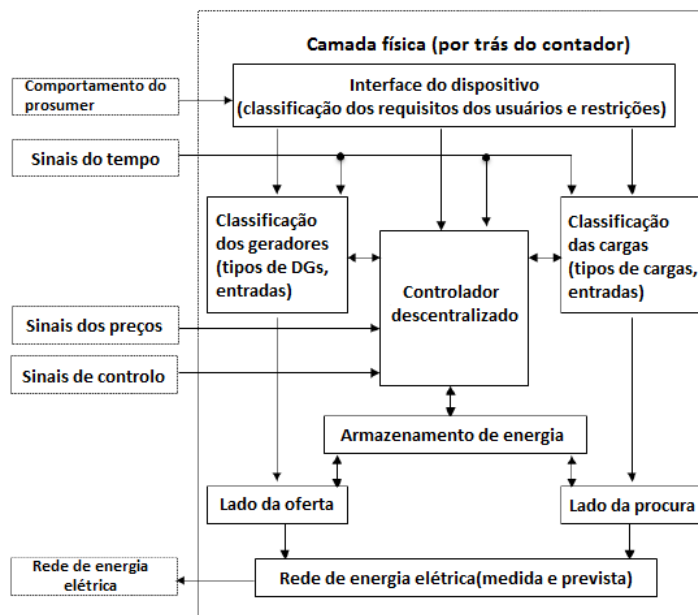 Camada física (por trás do contador)
Comportamento do
prosumer
Interface do dispositivo
(classificação dos requisitos dos usuários e restrições)
Sinais do tempo
Classificação
dos geradores
(tipos de DGs,
entradas)
Controlador
descentralizado
Classificação
das cargas
(tipos de cargas,
entradas)
Sinais dos preços
Sinais de controlo
Armazenamento de energia
Lado da oferta
Lado da procura
Rede de energia
elétrica
Rede de energia elétrica(medida e prevista)